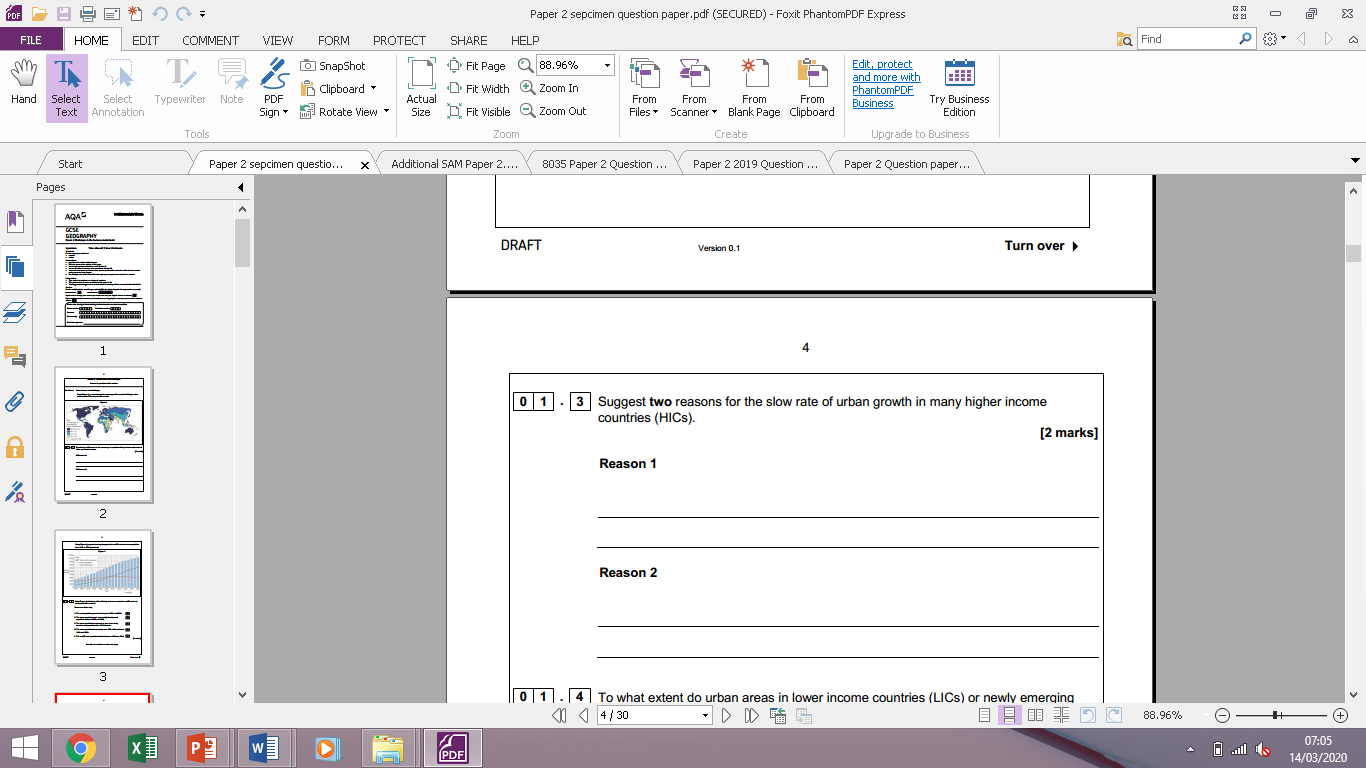 Paper 2 sepcimen question paper.pdf (SECURED) - Foxit PhantomPDF Express
FILE HOME EDIT COMMENT VIEW FORM PROTECT SHARE HELP Find
Hand
Select Text
Select Annotation
Typewriter
Note
PDF Sign
SnapShot
Clipboard
Rotate View
Tools
Actual Size
Fit Page
Fit Width
Fit Visible
88.96%
Zoom In
Zoom Out
Zoom
From Files
From Scanner
From Blank Page
From Clipboard
Create
Edit, protect
and more with
PhantomPDF
Business
Try Business Edition
Upgrade to Business
Start
Paper 2 sepcimen questio...
Additional SAM Paper 2....
8035 Paper 2 Question ...
Paper 2 2019 Question ...
Paper 2 Question paper...
Pages
AQA
GCSE
GEOGRAPHY
1
2
3
DRAFT Version 0.1 Turn over
4
0 1 . 3 Suggest two reasons for the slow rate of urban growth in many higher income
countries (HICs).
[2 marks]
Reason 1
Reason 2
0 1 . 4 To what extent do urban areas in lower income countries (LICs) or newly emerging
4 / 30
88.96%
07:05
14/03/2020